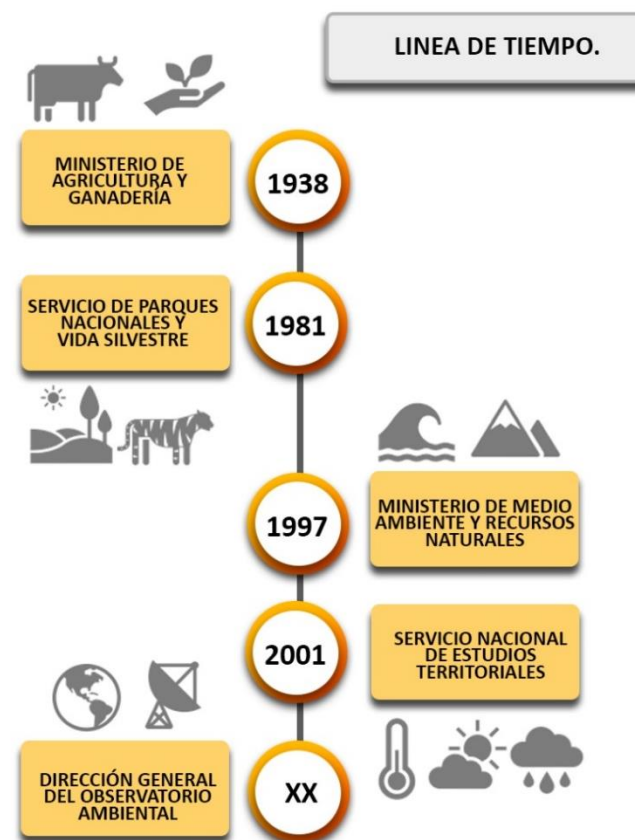 LINEA DE TIEMPO.
MINISTERIO DE
AGRICULTURA Y
GANADERÍA
1938
SERVICIO DE PARQUES
NACIONALES Y
VIDA SILVESTRE
1981
1997
MINISTERIO DE MEDIO
AMBIENTE Y RECURSOS
NATURALES
2001
SERVICIO NACIONAL
DE ESTUDIOS
TERRITORIALES
DIRECCIÓN GENERAL
DEL OBSERVATORIO
AMBIENTAL
XX